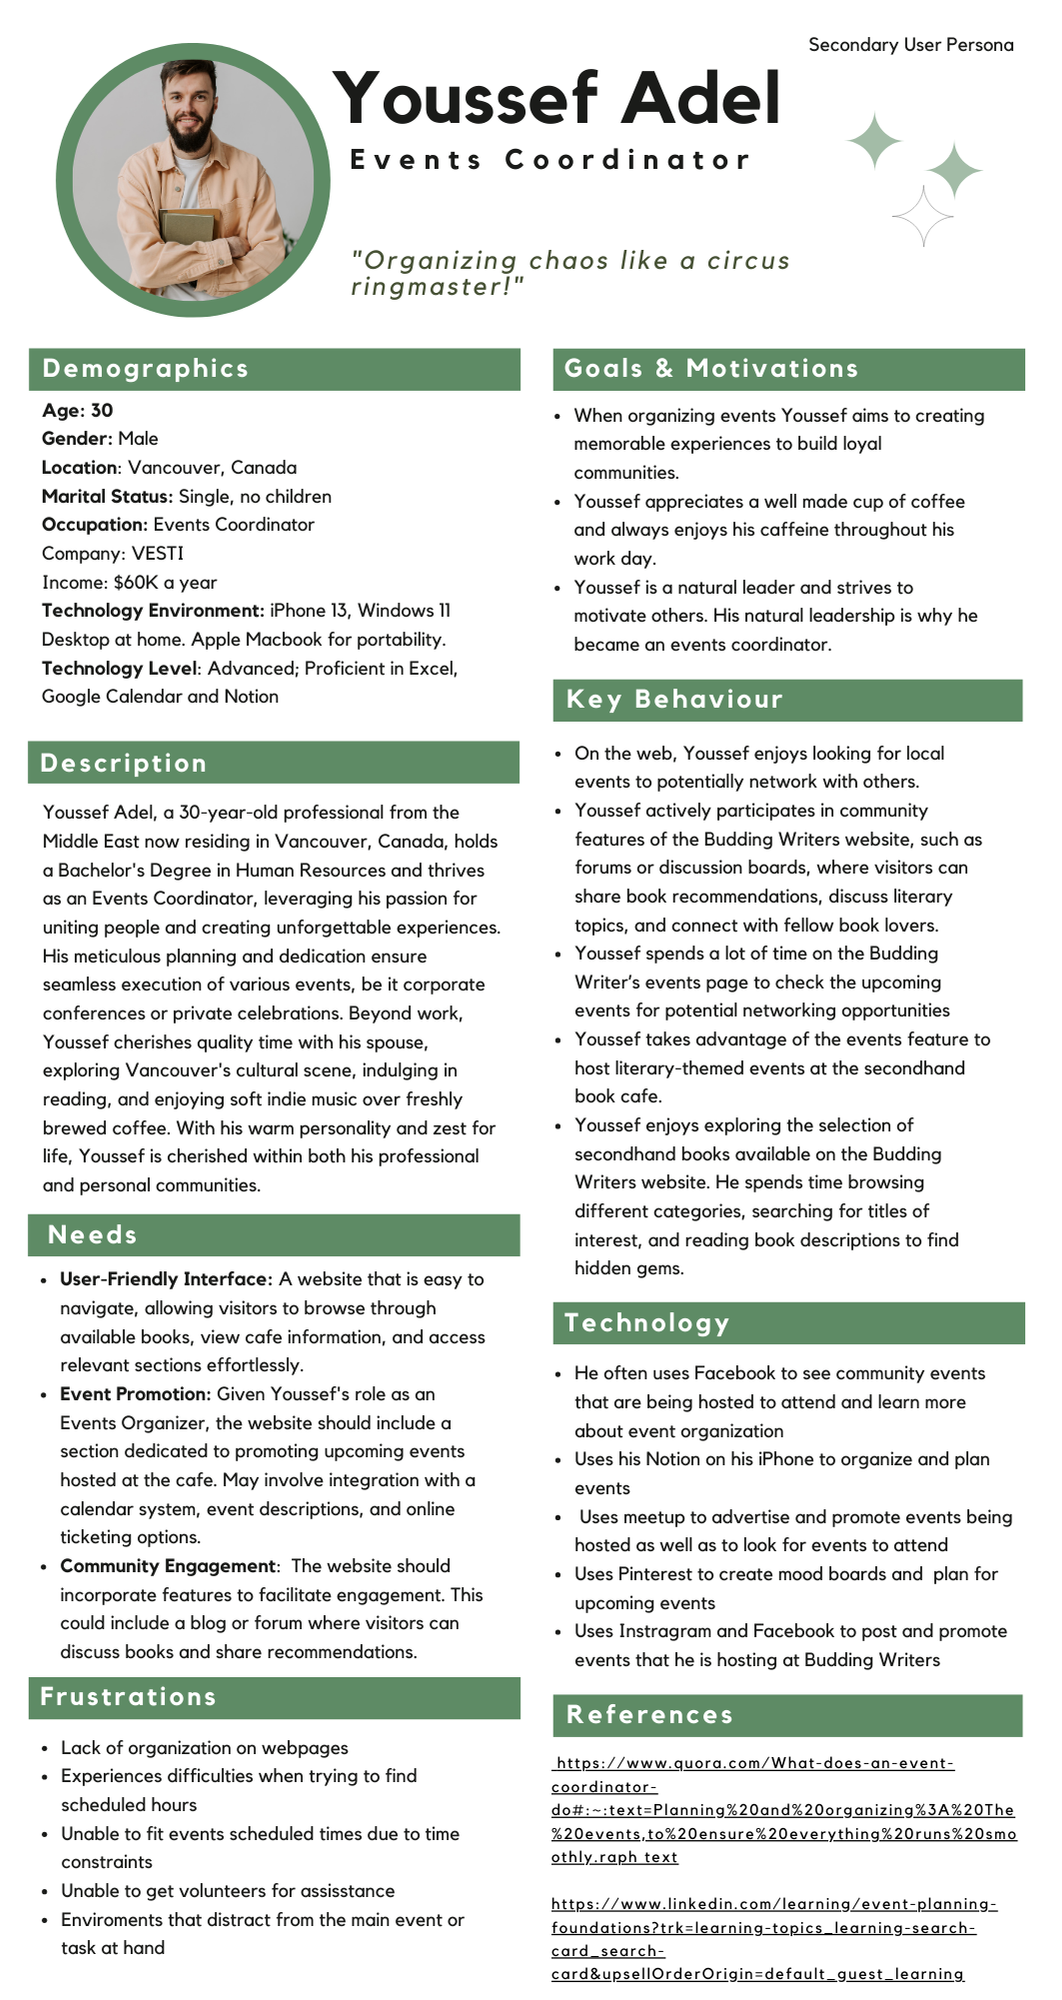 Secondary User Persona
Youssef Adel
Events Coordinator
"Organizing chaos like a circus
ringmaster!"
Demographics
Age: 30
Gender: Male
Location: Vancouver, Canada
Marital Status: Single, no children
Occupation: Events Coordinator
Company: VESTI
Income: $60K a year
Technology Environment: iPhone 13, Windows 11
Desktop at home. Apple Macbook for portability.
Technology Level: Advanced; Proficient in Excel,
Google Calendar and Notion
Description
Youssef Adel, a 30-year-old professional from the
Middle East now residing in Vancouver, Canada, holds
a Bachelor's Degree in Human Resources and thrives
as an Events Coordinator, leveraging his passion for
uniting people and creating unforgettable experiences.
His meticulous planning and dedication ensure
seamless execution of various events, be it corporate
conferences or private celebrations. Beyond work,
Youssef cherishes quality time with his spouse,
exploring Vancouver's cultural scene, indulging in
reading, and enjoying soft indie music over freshly
brewed coffee. With his warm personality and zest for
life, Youssef is cherished within both his professional
and personal communities.
Needs
• User-Friendly Interface: A website that is easy to
navigate, allowing visitors to browse through
available books, view cafe information, and access
relevant sections effortlessly.
• Event Promotion: Given Youssef's role as an
Events Organizer, the website should include a
section dedicated to promoting upcoming events
hosted at the cafe. May involve integration with a
calendar system, event descriptions, and online
ticketing options.
• Community Engagement:  The website should
incorporate features to facilitate engagement. This
could include a blog or forum where visitors can
discuss books and share recommendations.
Frustrations
• Lack of organization on webpages
• Experiences difficulties when trying to find
scheduled hours
• Unable to fit events scheduled times due to time
constraints
• Unable to get volunteers for assisstance
• Enviroments that distract from the main event or
task at hand
Goals & Motivations
• When organizing events Youssef aims to creating
memorable experiences to build loyal
communities.
• Youssef appreciates a well made cup of coffee
and always enjoys his caffeine throughout his
work day.
• Youssef is a natural leader and strives to
motivate others. His natural leadership is why he
became an events coordinator.
Key Behaviour
• On the web, Youssef enjoys looking for local
events to potentially network with others.
• Youssef actively participates in community
features of the Budding Writers website, such as
forums or discussion boards, where visitors can
share book recommendations, discuss literary
topics, and connect with fellow book lovers.
• Youssef spends a lot of time on the Budding
Writer's events page to check the upcoming
events for potential networking opportunities
• Youssef takes advantage of the events feature to
host literary-themed events at the secondhand
book cafe.
• Youssef enjoys exploring the selection of
secondhand books available on the Budding
Writers website. He spends time browsing
different categories, searching for titles of
interest, and reading book descriptions to find
hidden gems.
Technology
• He often uses Facebook to see community events
that are being hosted to attend and learn more
about event organization
• Uses his Notion on his iPhone to organize and plan
events
• Uses meetup to advertise and promote events being
hosted as well as to look for events to attend
• Uses Pinterest to create mood boards and  plan for
upcoming events
• Uses Instragram and Facebook to post and promote
events that he is hosting at Budding Writers
References
https://www.quora.com/What-does-an-event-
coordinator-
do#:~:text=Planning%20and%20organizing%3A%20The
%20events,to%20ensure%20everything%20runs%20smo
othly.raph text
https://www.linkedin.com/learning/event-planning-
foundations?trk=learning-topics_learning-search-
card_search-
card&upsellOrderOrigin=default_guest_learning